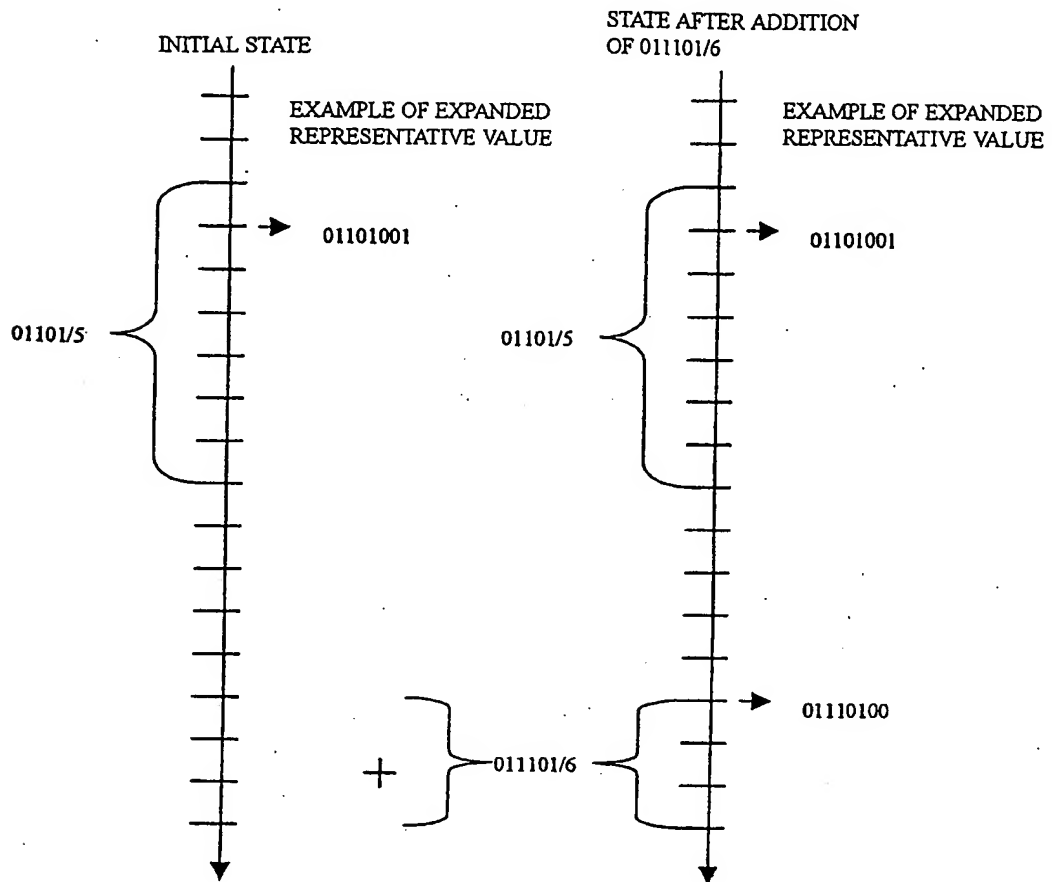 INITIAL STATE
EXAMPLE OF EXPANDED
REPRESENTATIVE VALUE
01101001
01101/5
STATE AFTER ADDITION
OF 011101/6
EXAMPLE OF EXPANDED
REPRESENTATIVE VALUE
01101001
01101/5
01110100
+
011101/6